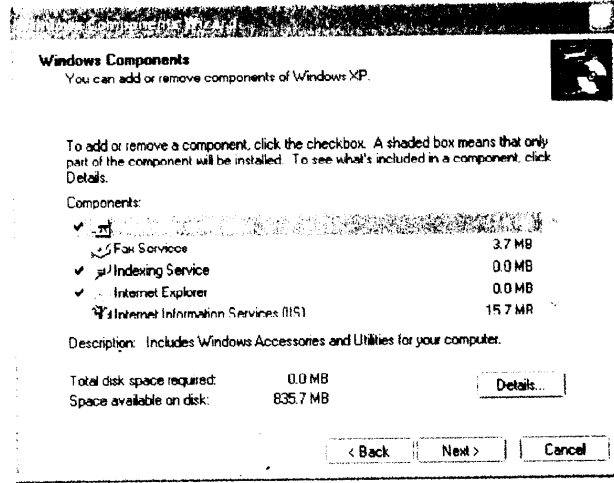 Windows Components Wizard
Windows Components
You can add or remove components of Windows XP.
To add or remove a component, click the checkbox. A shaded box means that only
part of the component will be installed. To see what's included in a component, click
Details.
Components:
Fax Services 3.7 MB
Indexing Service 0.0 MB
Internet Explorer 0.0 MB
Internet Information Services (IIS) 15.7 MB
Description: Includes Windows Accessories and Utilities for your computer.
Total disk space required: 0.0 MB
Space available on disk: 835.7 MB
Details...
< Back Next > Cancel